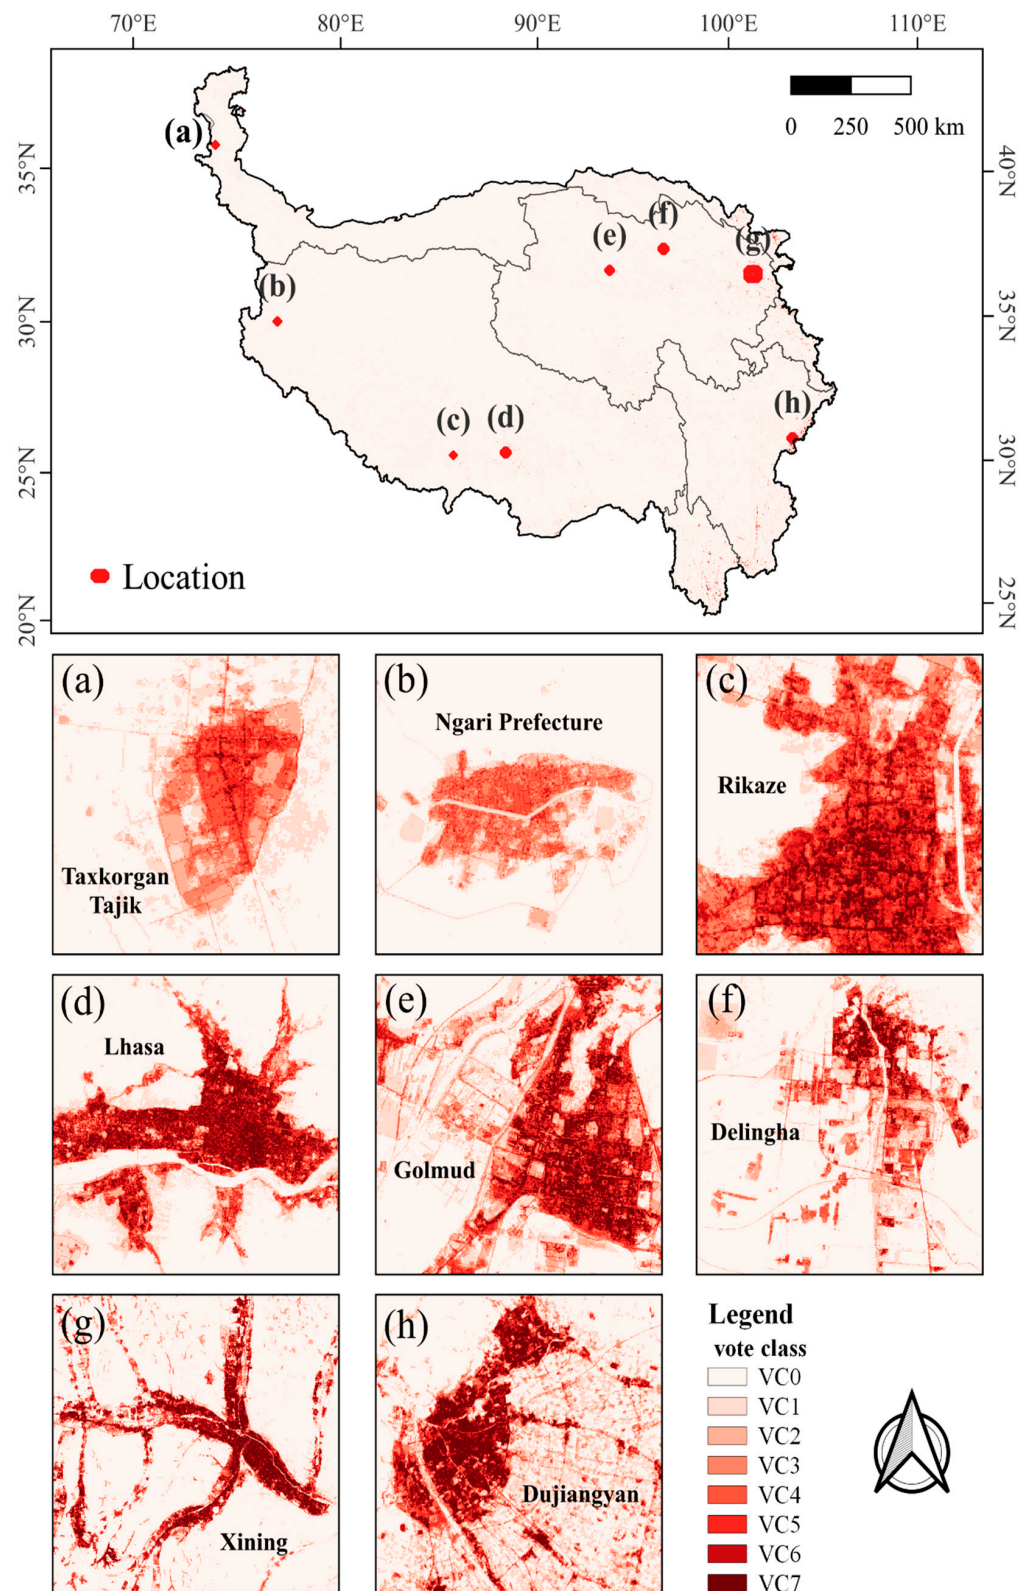 70°E 80°E 90°E 100°E 110°E
0 250 500 km
(a)
35°N
40°N
(f)
(e)
(g)
(b)
30°N
35°N
(h)
(c) (d)
25°N
30°N
Location
20°N
25°N
(a)
Taxkorgan
Tajik
(b)
Ngari Prefecture
(c)
Rikaze
(d)
Lhasa
(e)
Golmud
(f)
Delingha
(g)
Xining
(h)
Dujiangyan
Legend
vote class
VC0
VC1
VC2
VC3
VC4
VC5
VC6
VC7